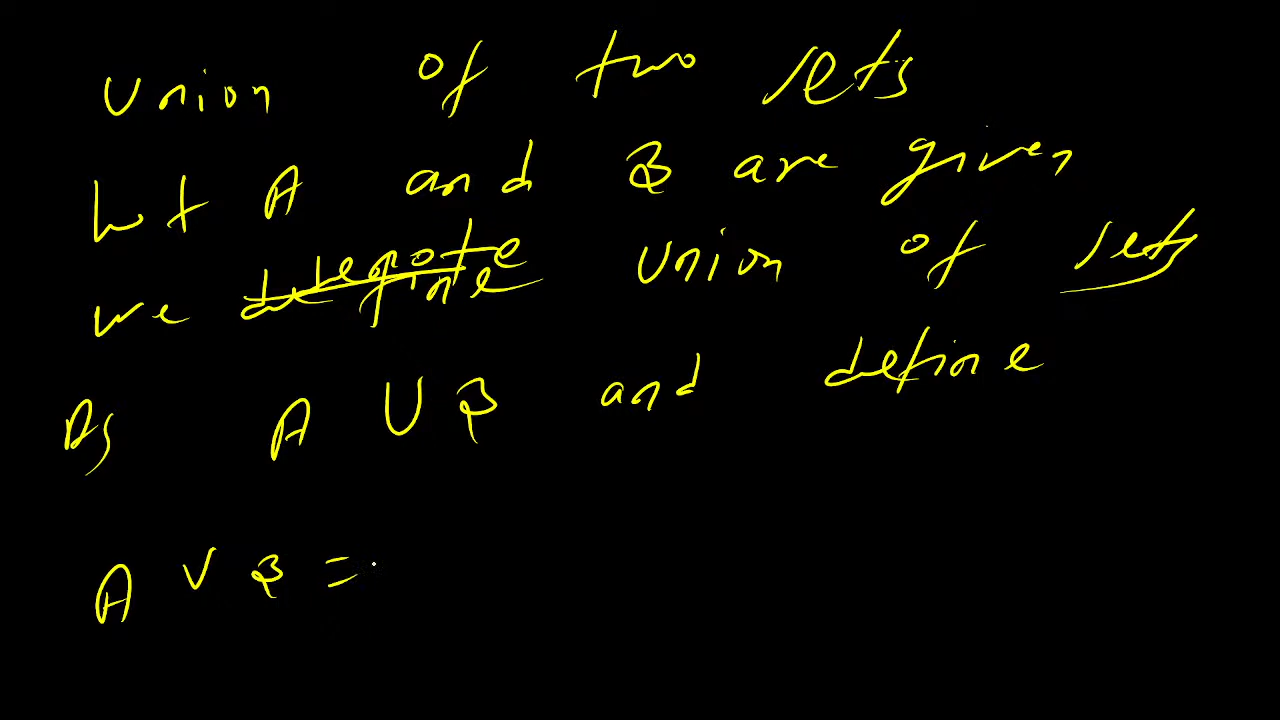 Union of two sets
Let A and B are given
we denote union of sets
As A U B and define
A U B =